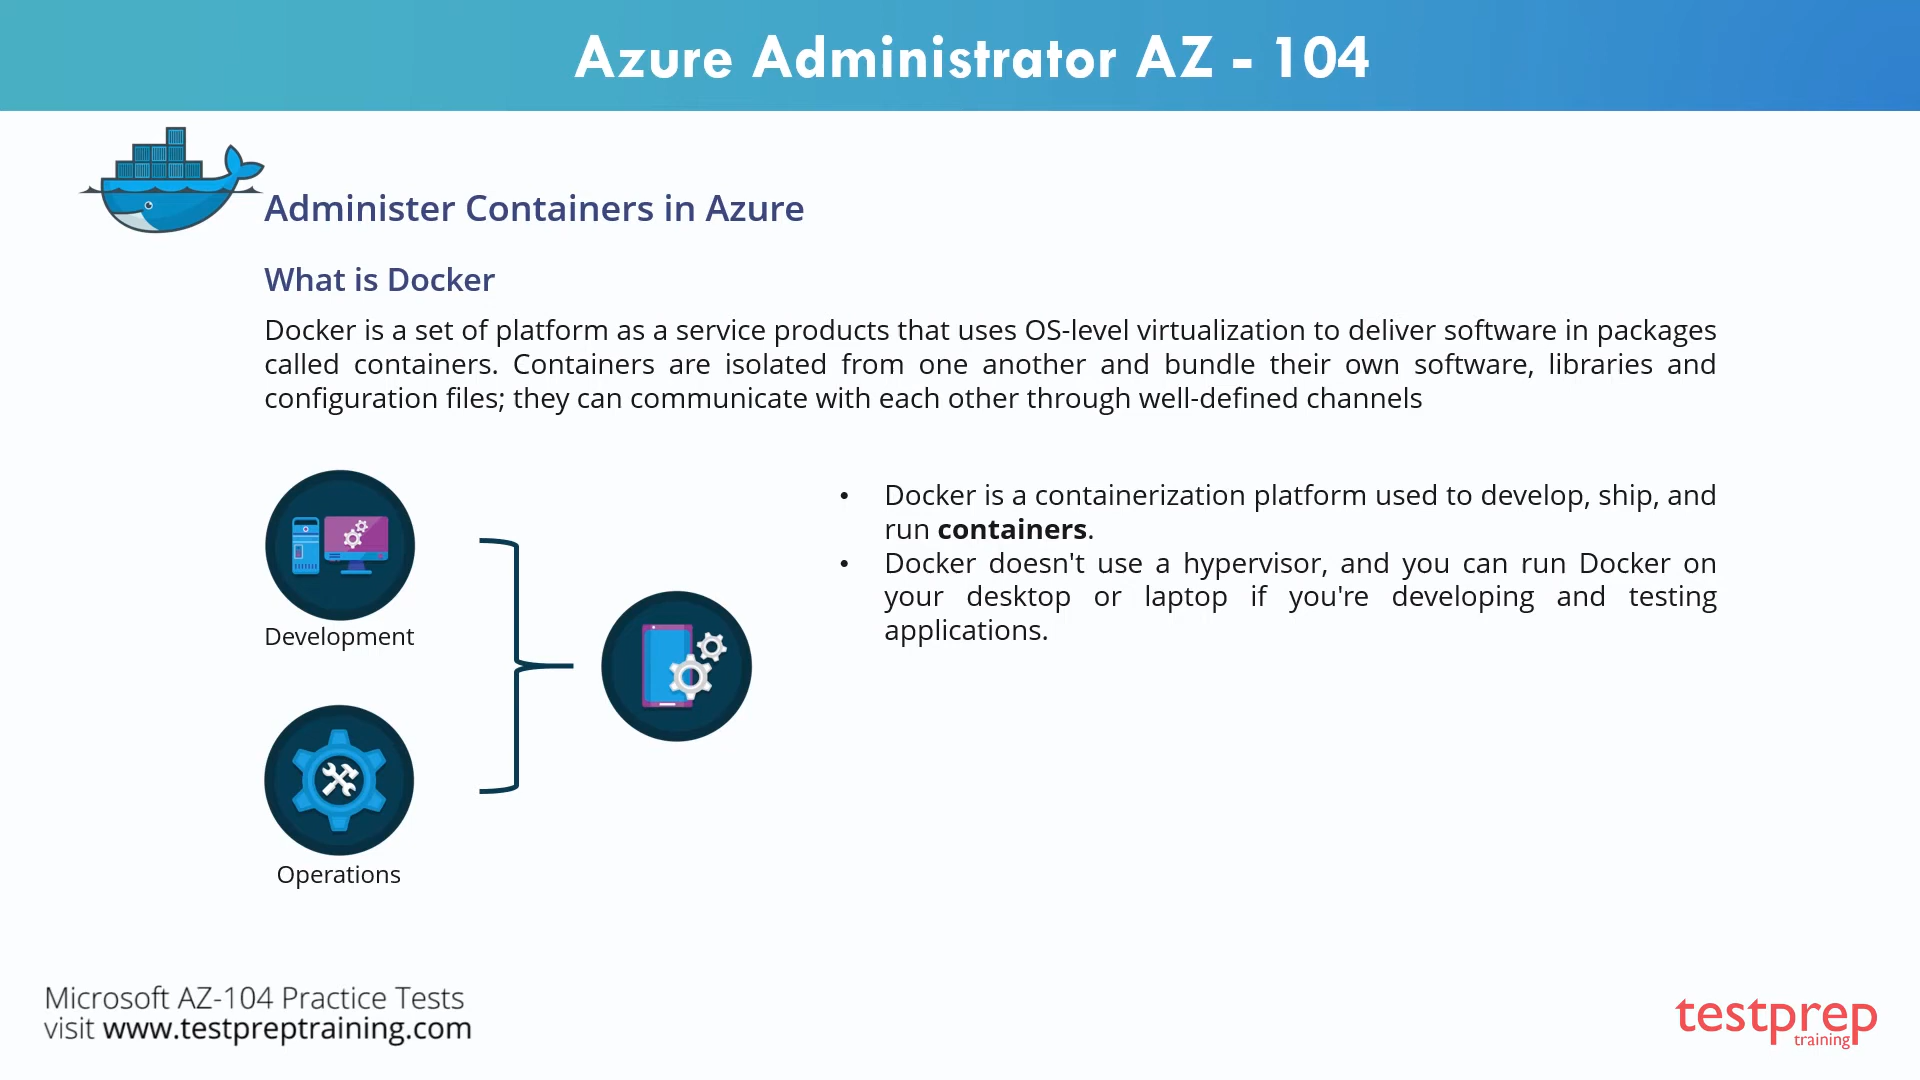 Azure Administrator AZ - 104
Administer Containers in Azure
What is Docker
Docker is a set of platform as a service products that uses OS-level virtualization to deliver software in packages
called containers. Containers are isolated from one another and bundle their own software, libraries and
configuration files; they can communicate with each other through well-defined channels
Development
Operations
• Docker is a containerization platform used to develop, ship, and
run containers.
• Docker doesn't use a hypervisor, and you can run Docker on
your desktop or laptop if you're developing and testing
applications.
Microsoft AZ-104 Practice Tests
visit www.testpreptraining.com
testprep
training